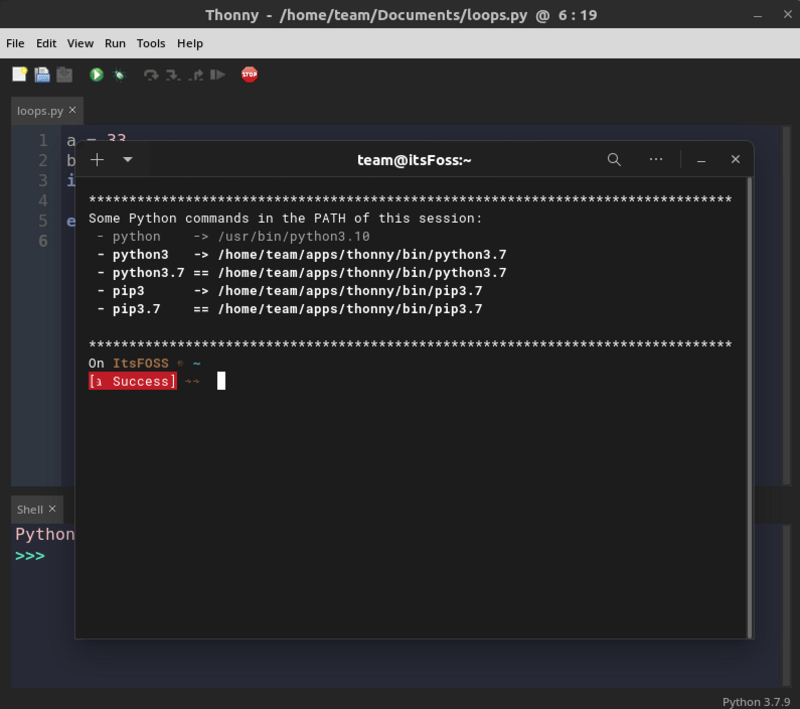 Thonny - /home/team/Documents/loops.py @ 6 : 19
File Edit View Run Tools Help
STOP
loops.py ×
1 a = 33
2 b
3 i
4
5 e
6
team@itsFoss:~
********************************************************************************
Some Python commands in the PATH of this session:
- python -> /usr/bin/python3.10
- python3 -> /home/team/apps/thonny/bin/python3.7
- python3.7 == /home/team/apps/thonny/bin/python3.7
- pip3 -> /home/team/apps/thonny/bin/pip3.7
- pip3.7 == /home/team/apps/thonny/bin/pip3.7
********************************************************************************
On ItsFOSS ~
Success]
Shell ×
Python
>>>
Python 3.7.9